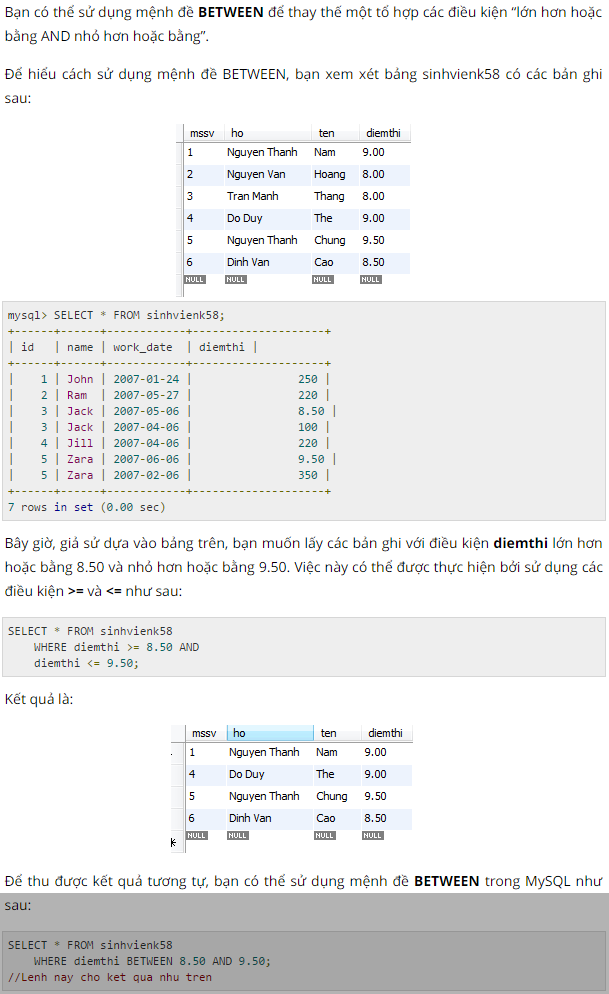 Bạn có thể sử dụng mệnh đề BETWEEN để thay thế một tổ hợp các điều kiện “lớn hơn hoặc
bằng AND nhỏ hơn hoặc bằng”.
Để hiểu cách sử dụng mệnh đề BETWEEN, bạn xem xét bảng sinhvienk58 có các bản ghi
sau:
mssv ho ten diemthi
1 Nguyen Thanh Nam 9.00
2 Nguyen Van Hoang 8.00
3 Tran Manh Thang 8.00
4 Do Duy The 9.00
5 Nguyen Thanh Chung 9.50
6 Dinh Van Cao 8.50
NULL NULL NULL NULL
mysql> SELECT * FROM sinhvienk58;
+------+------+------------+--------------------+
| id   | name | work_date  | diemthi |
+------+------+------------+--------------------+
|    1 | John | 2007-01-24 |                250 |
|    2 | Ram  | 2007-05-27 |                220 |
|    3 | Jack | 2007-05-06 |                8.50 |
|    3 | Jack | 2007-04-06 |                100 |
|    4 | Jill | 2007-04-06 |                220 |
|    5 | Zara | 2007-06-06 |                9.50 |
|    5 | Zara | 2007-02-06 |                350 |
+------+------+------------+--------------------+
7 rows in set (0.00 sec)
Bây giờ, giả sử dựa vào bảng trên, bạn muốn lấy các bản ghi với điều kiện diemthi lớn hơn
hoặc bằng 8.50 và nhỏ hơn hoặc bằng 9.50. Việc này có thể được thực hiện bởi sử dụng các
điều kiện >= và <= như sau:
SELECT * FROM sinhvienk58
WHERE diemthi >= 8.50 AND
diemthi <= 9.50;
Kết quả là:
mssv ho ten diemthi
1 Nguyen Thanh Nam 9.00
4 Do Duy The 9.00
5 Nguyen Thanh Chung 9.50
6 Dinh Van Cao 8.50
NULL NULL NULL NULL
Để thu được kết quả tương tự, bạn có thể sử dụng mệnh đề BETWEEN trong MySQL như
sau:
SELECT * FROM sinhvienk58
WHERE diemthi BETWEEN 8.50 AND 9.50;
//Lenh nay cho ket qua nhu tren